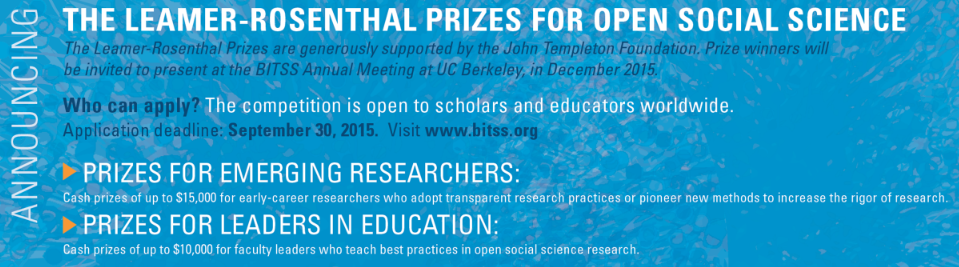 ANNOUNCING
THE LEAMER-ROSENTHAL PRIZES FOR OPEN SOCIAL SCIENCE
The Leamer-Rosenthal Prizes are generously supported by the John Templeton Foundation. Prize winners will
be invited to present at the BITSS Annual Meeting at UC Berkeley, in December 2015.
Who can apply? The competition is open to scholars and educators worldwide.
Application deadline: September 30, 2015. Visit www.bitss.org
PRIZES FOR EMERGING RESEARCHERS:
Cash prizes of up to $15,000 for early-career researchers who adopt transparent research practices or pioneer new methods to increase the rigor of research.
PRIZES FOR LEADERS IN EDUCATION:
Cash prizes of up to $10,000 for faculty leaders who teach best practices in open social science research.